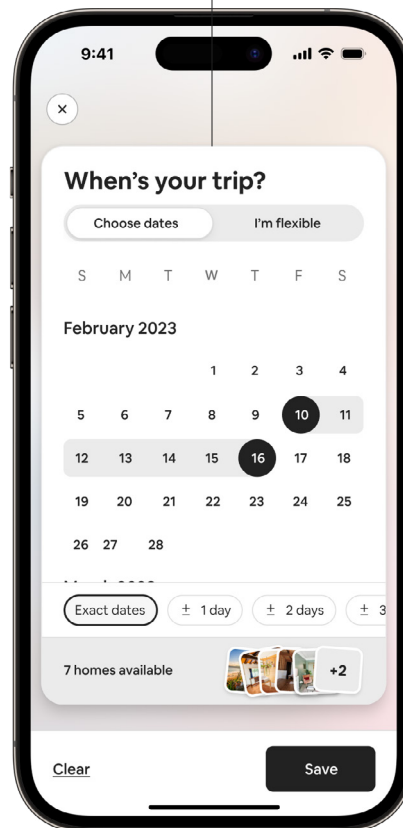 9:41
When's your trip?
Choose dates I'm flexible
S M T W T F S
February 2023
1 2 3 4
5 6 7 8 9 10 11
12 13 14 15 16 17 18
19 20 21 22 23 24 25
26 27 28
Exact dates ± 1 day ± 2 days ± 3
7 homes available +2
Clear Save